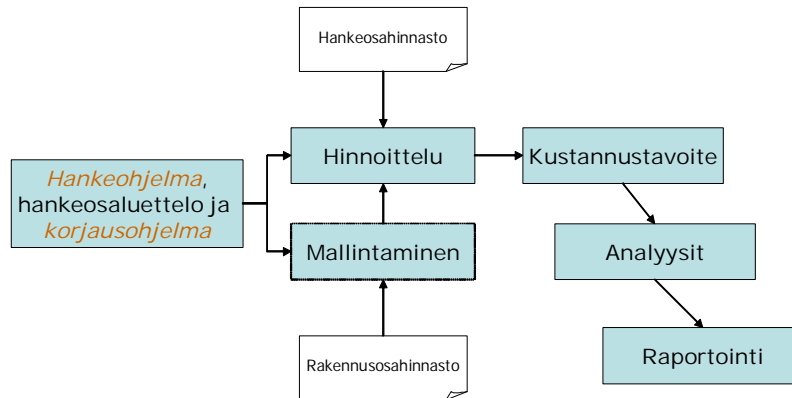 Hankeosahinnasto
Hinnoittelu
Kustannustavoite
Hankeohjelma,
hankeosaluettelo ja
korjausohjelma
Mallintaminen
Analyysit
Rakennusosahinnasto
Raportointi